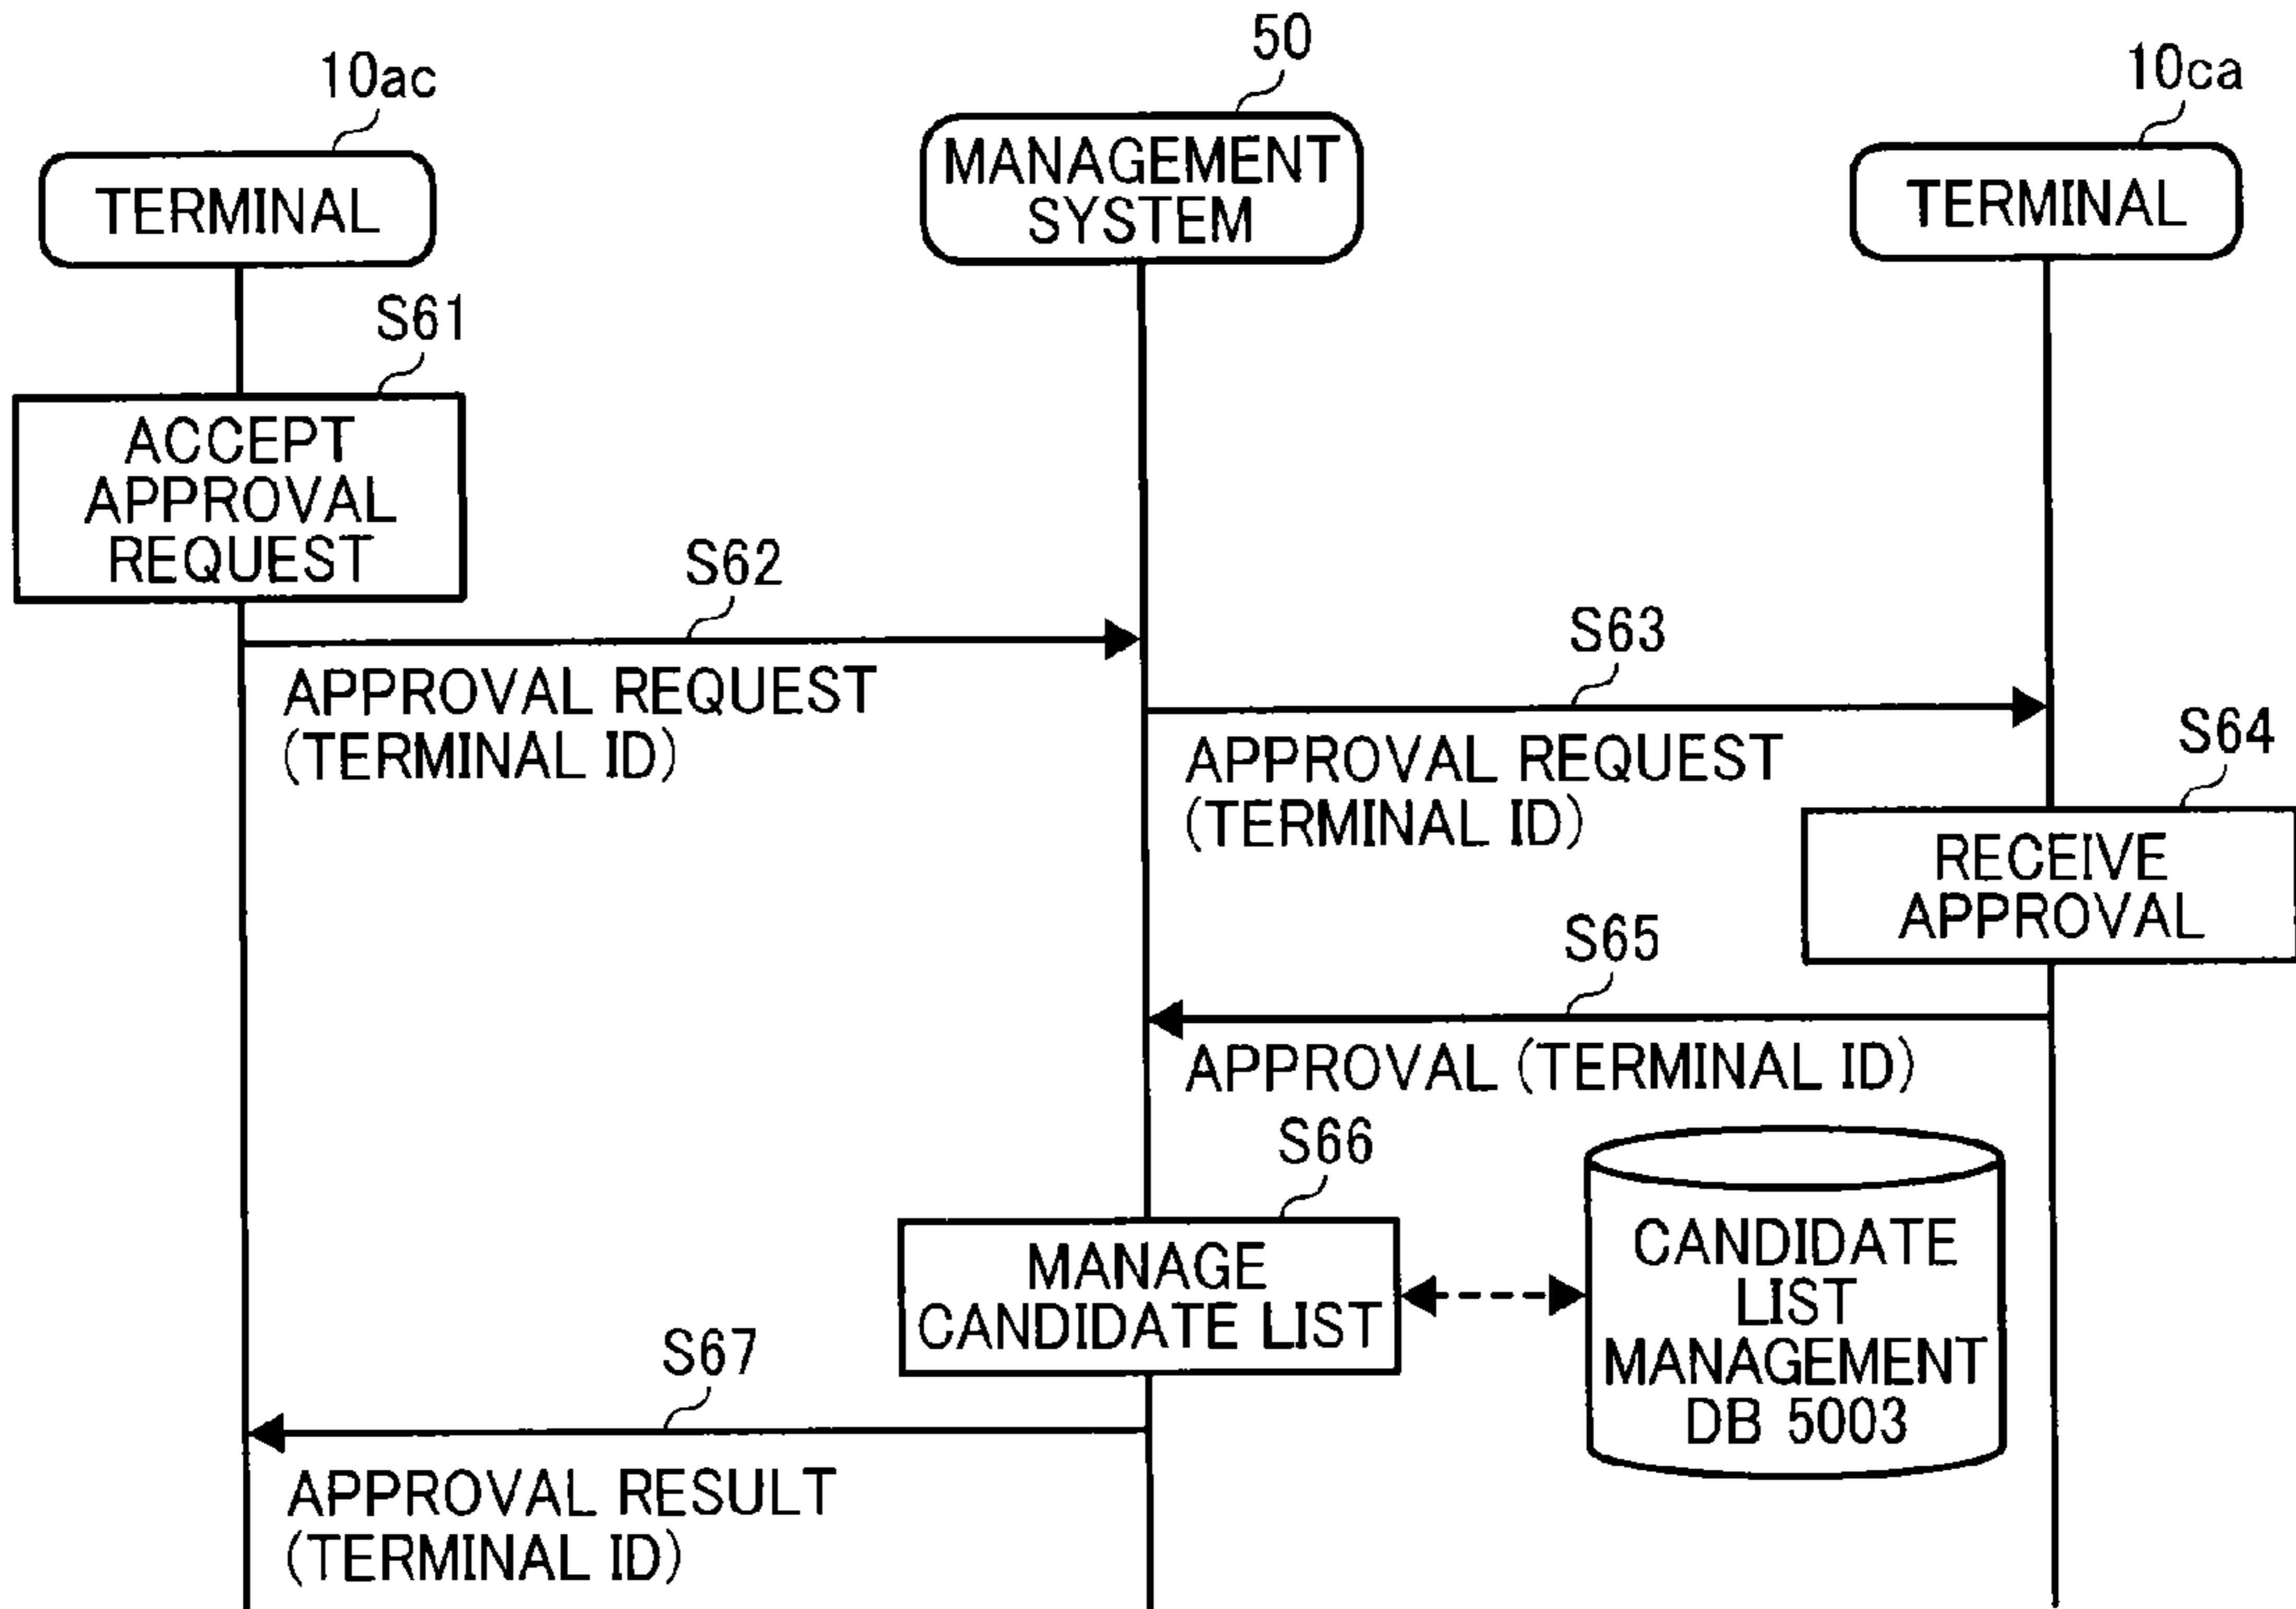 10ac
50
10ca
TERMINAL
MANAGEMENT
SYSTEM
TERMINAL
S61
ACCEPT
APPROVAL
REQUEST
S62
APPROVAL REQUEST
(TERMINAL ID)
S63
APPROVAL REQUEST
(TERMINAL ID)
S64
RECEIVE
APPROVAL
S65
APPROVAL (TERMINAL ID)
S66
MANAGE
CANDIDATE LIST
CANDIDATE
LIST
MANAGEMENT
DB 5003
S67
APPROVAL RESULT
(TERMINAL ID)